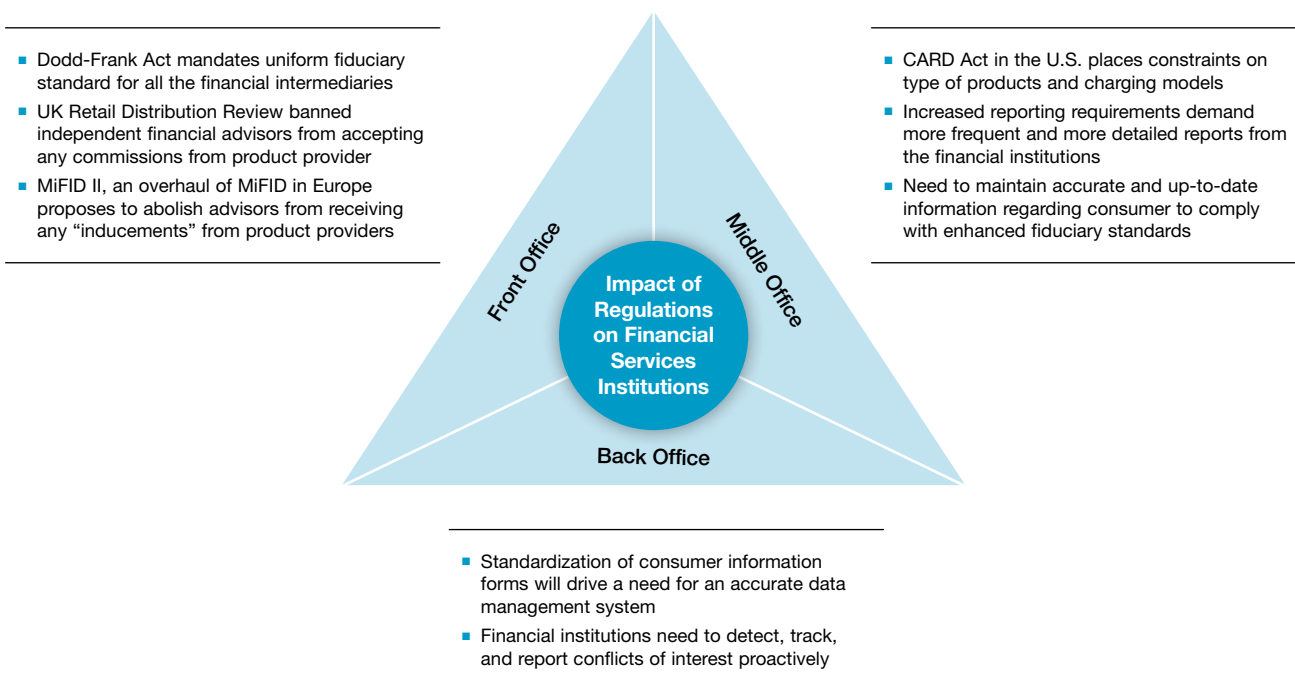 ■ Dodd-Frank Act mandates uniform fiduciary
standard for all the financial intermediaries
■ UK Retail Distribution Review banned
independent financial advisors from accepting
any commissions from product provider
■ MiFID II, an overhaul of MiFID in Europe
proposes to abolish advisors from receiving
any “inducements” from product providers
■ CARD Act in the U.S. places constraints on
type of products and charging models
■ Increased reporting requirements demand
more frequent and more detailed reports from
the financial institutions
■ Need to maintain accurate and up-to-date
information regarding consumer to comply
with enhanced fiduciary standards
Front Office
Middle Office
Impact of
Regulations
on Financial
Services
Institutions
Back Office
■ Standardization of consumer information
forms will drive a need for an accurate data
management system
■ Financial institutions need to detect, track,
and report conflicts of interest proactively